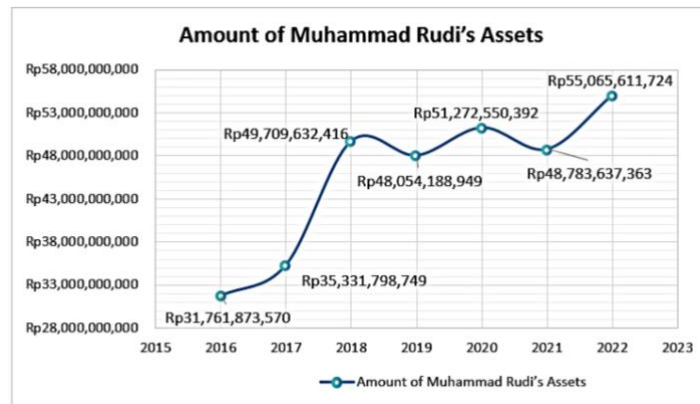 Amount of Muhammad Rudi's Assets
Rp58,000,000,000
Rp53,000,000,000
Rp48,000,000,000
Rp43,000,000,000
Rp38,000,000,000
Rp33,000,000,000
Rp28,000,000,000
Rp31,761,873,570
Rp35,331,798,749
Rp49,709,632,416
Rp48,054,188,949
Rp51,272,550,392
Rp48,783,637,363
Rp55,065,611,724
2015 2016 2017 2018 2019 2020 2021 2022 2023
Amount of Muhammad Rudi's Assets